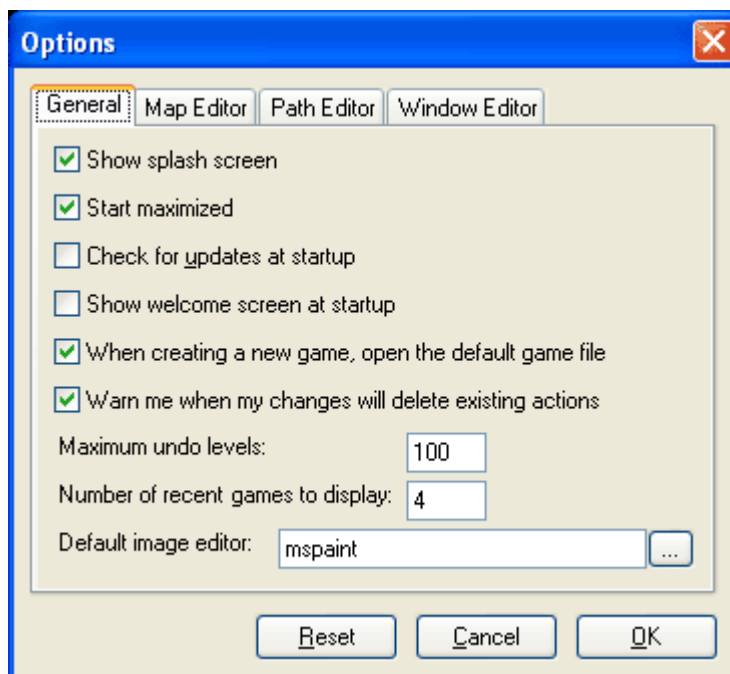 Options
General Map Editor Path Editor Window Editor
Show splash screen
Start maximized
Check for updates at startup
Show welcome screen at startup
When creating a new game, open the default game file
Warn me when my changes will delete existing actions
Maximum undo levels: 100
Number of recent games to display: 4
Default image editor: mspaint ...
Reset Cancel OK